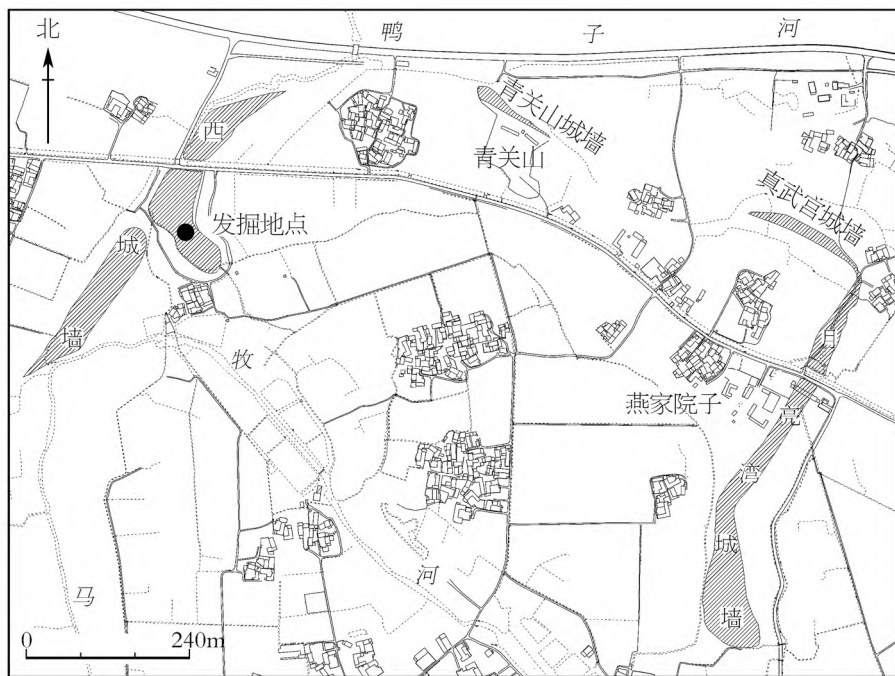 北
鸭子河
西城墙
青关山城墙
青关山
真武宫城墙
发掘地点
月亮湾城墙
燕家院子
马牧河
0 240m